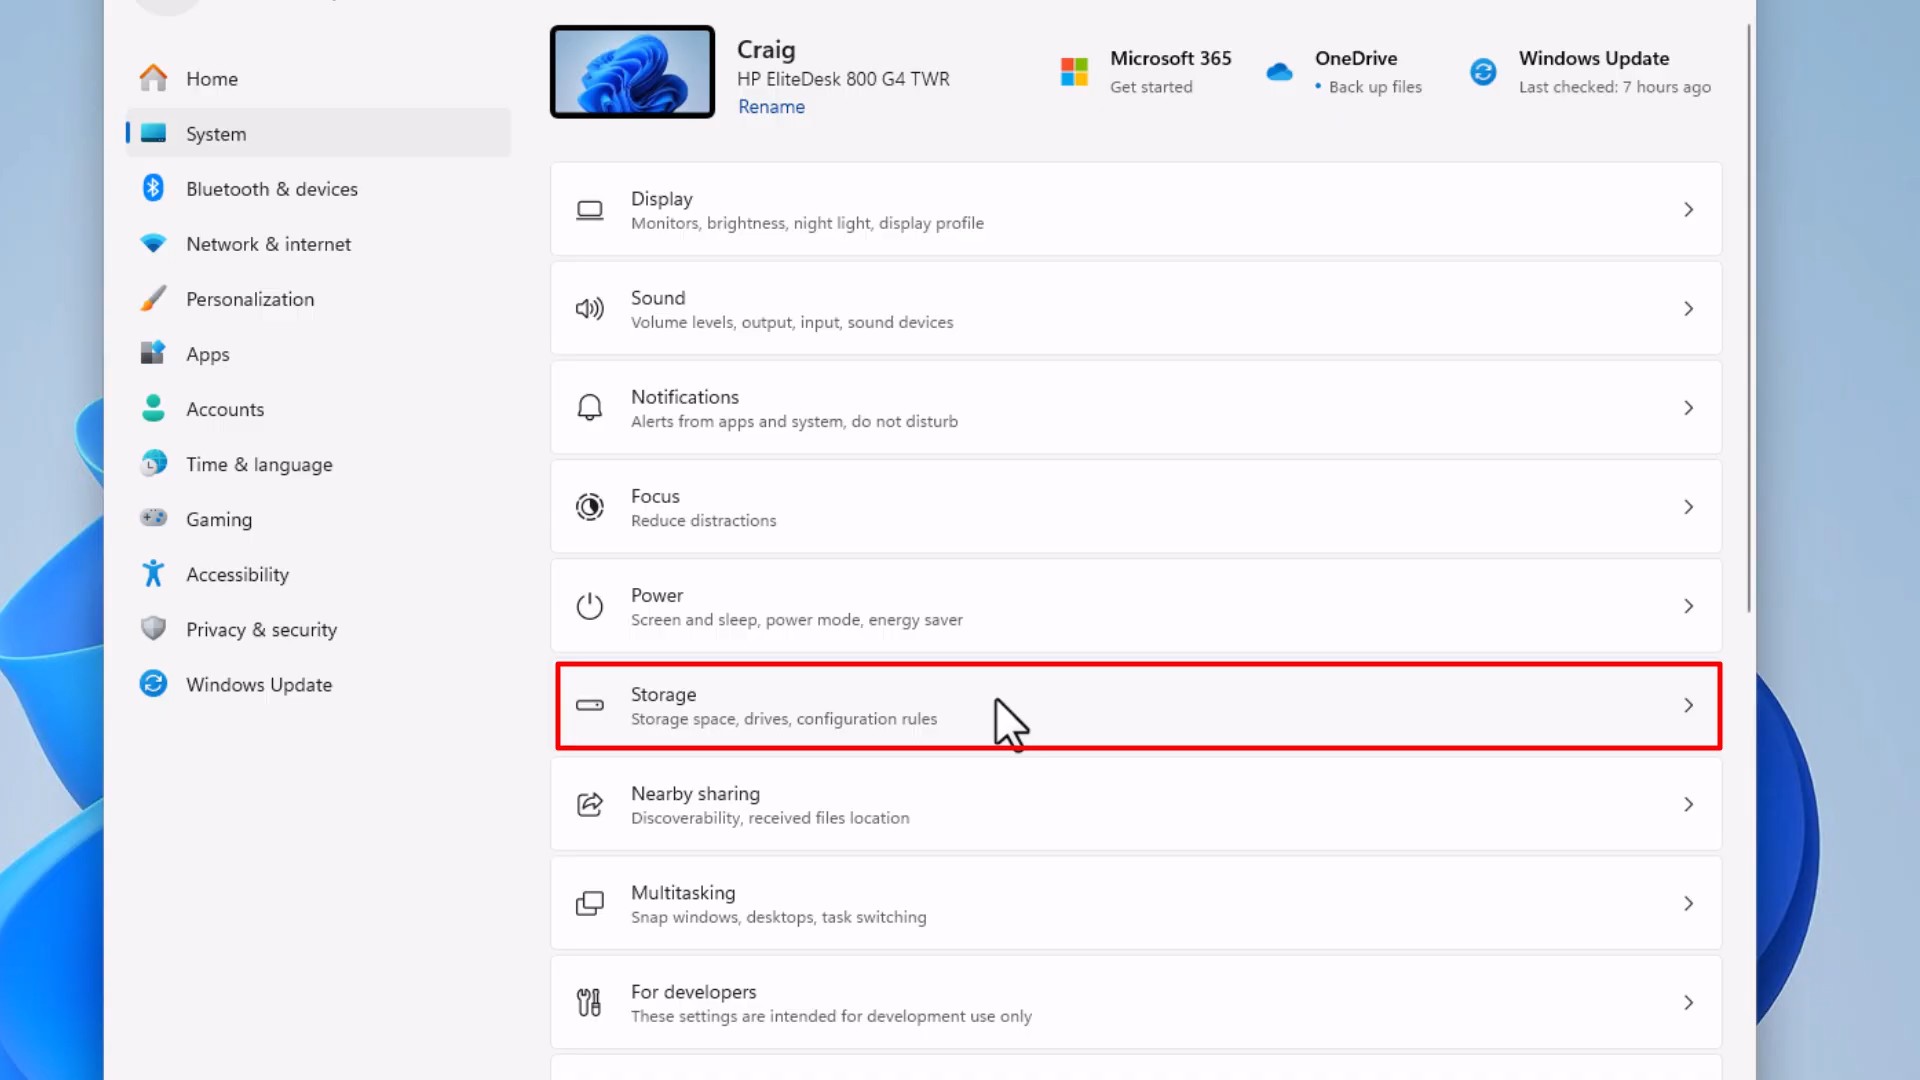 Home
System
Bluetooth & devices
Network & internet
Personalization
Apps
Accounts
Time & language
Gaming
Accessibility
Privacy & security
Windows Update
Craig
HP EliteDesk 800 G4 TWR
Rename
Microsoft 365
Get started
OneDrive
• Back up files
Windows Update
Last checked: 7 hours ago
Display
Monitors, brightness, night light, display profile
Sound
Volume levels, output, input, sound devices
Notifications
Alerts from apps and system, do not disturb
Focus
Reduce distractions
Power
Screen and sleep, power mode, energy saver
Storage
Storage space, drives, configuration rules
Nearby sharing
Discoverability, received files location
Multitasking
Snap windows, desktops, task switching
For developers
These settings are intended for development use only